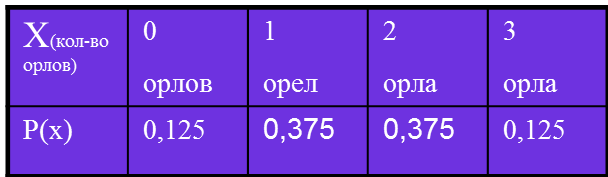 X(кол-во орлов) 0 орлов 1 орел 2 орла 3 орла
P(x) 0,125 0,375 0,375 0,125